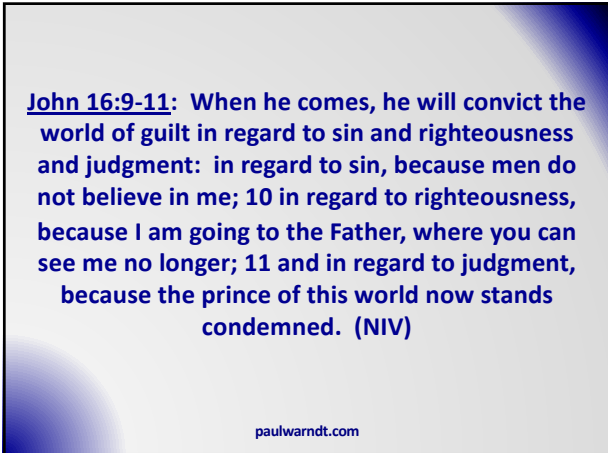 John 16:9-11:  When he comes, he will convict the
world of guilt in regard to sin and righteousness
and judgment:  in regard to sin, because men do
not believe in me; 10 in regard to righteousness,
because I am going to the Father, where you can
see me no longer; 11 and in regard to judgment,
because the prince of this world now stands
condemned.  (NIV)
paulwarndt.com